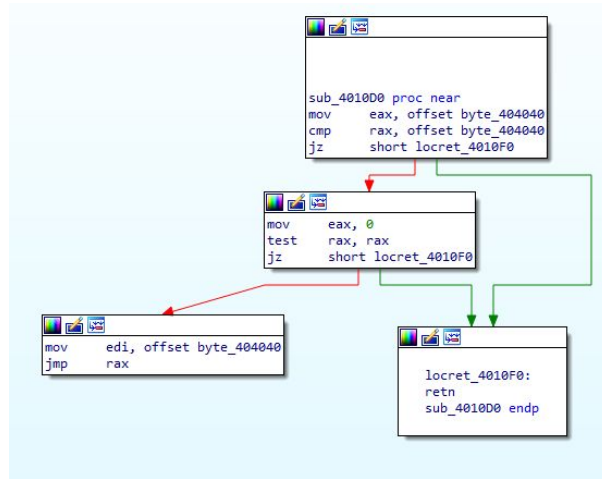 sub_4010D0 proc near
mov eax, offset byte_404040
cmp rax, offset byte_404040
jz short locret_4010F0
mov eax, 0
test rax, rax
jz short locret_4010F0
mov edi, offset byte_404040
jmp rax
locret_4010F0:
retn
sub_4010D0 endp